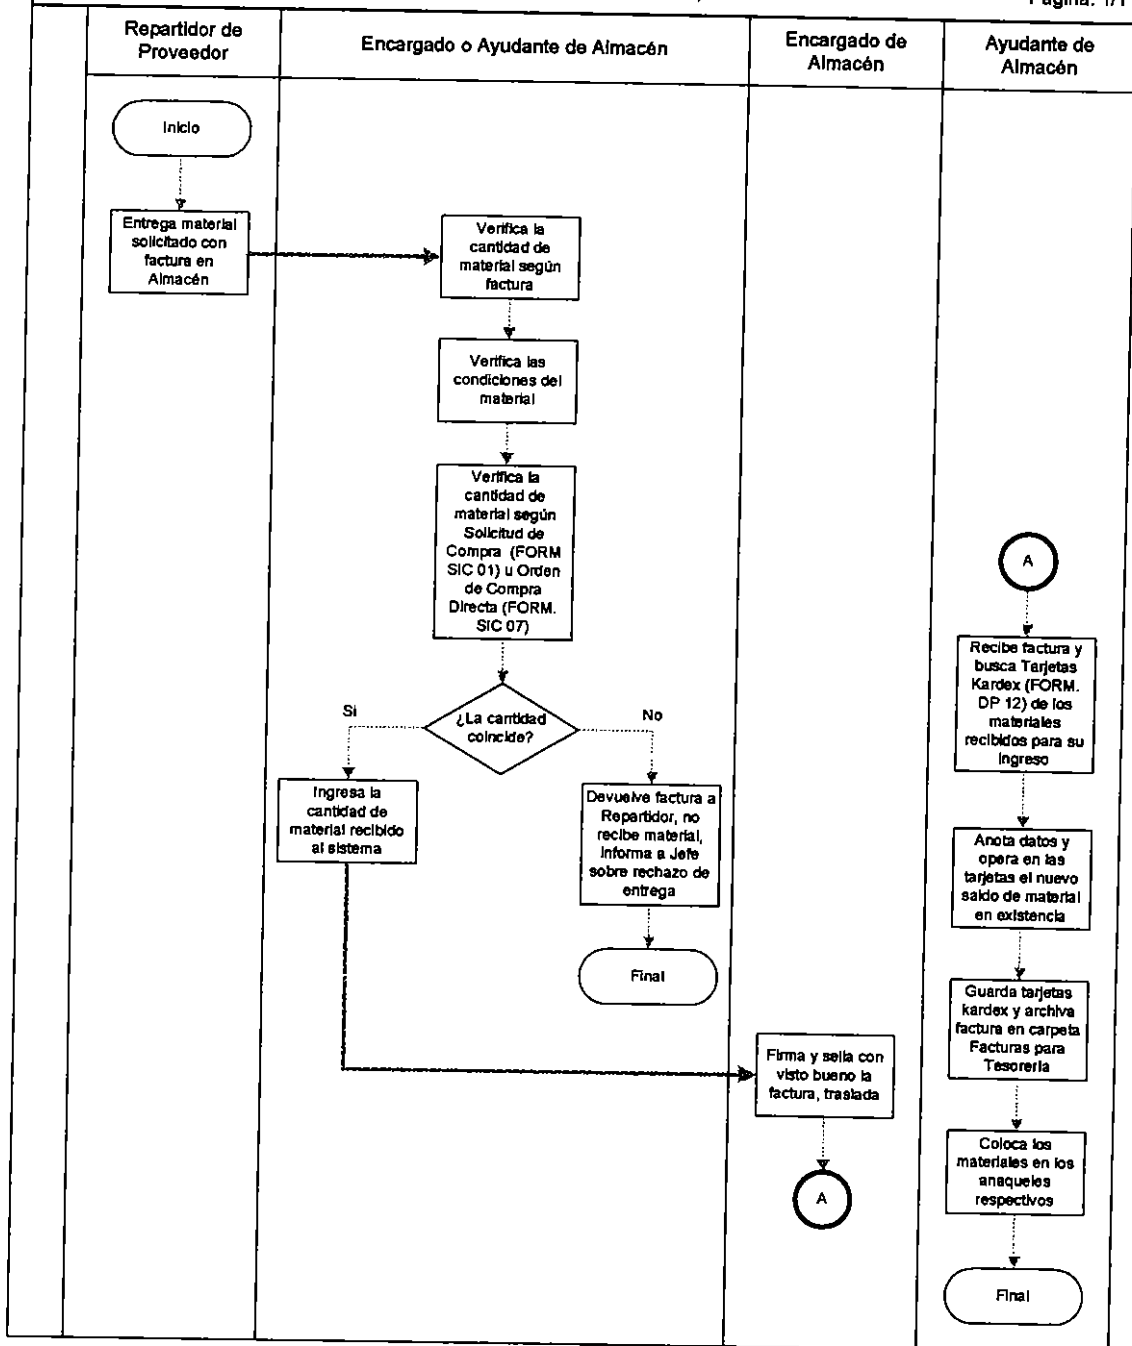 Página: 1/1
Repartidor de
Proveedor
Encargado o Ayudante de Almacén
Encargado de
Almacén
Ayudante de
Almacén
Inicio
Entrega material
solicitado con
factura en
Almacén
Verifica la
cantidad de
material según
factura
Verifica las
condiciones del
material
Verifica la
cantidad de
material según
Solicitud de
Compra (FORM
SIC 01) u Orden
de Compra
Directa (FORM.
SIC 07)
¿La cantidad
coincide?
Si
No
Ingresa la
cantidad de
material recibido
al sistema
Devuelve factura a
Repartidor, no
recibe material,
informa a Jefe
sobre rechazo de
entrega
Final
Firma y sella con
visto bueno la
factura, traslada
A
A
Recibe factura y
busca Tarjetas
Kardex (FORM.
DP 12) de los
materiales
recibidos para su
ingreso
Anota datos y
opera en las
tarjetas el nuevo
saldo de material
en existencia
Guarda tarjetas
kardex y archiva
factura en carpeta
Facturas para
Tesorería
Coloca los
materiales en los
anaqueles
respectivos
Final